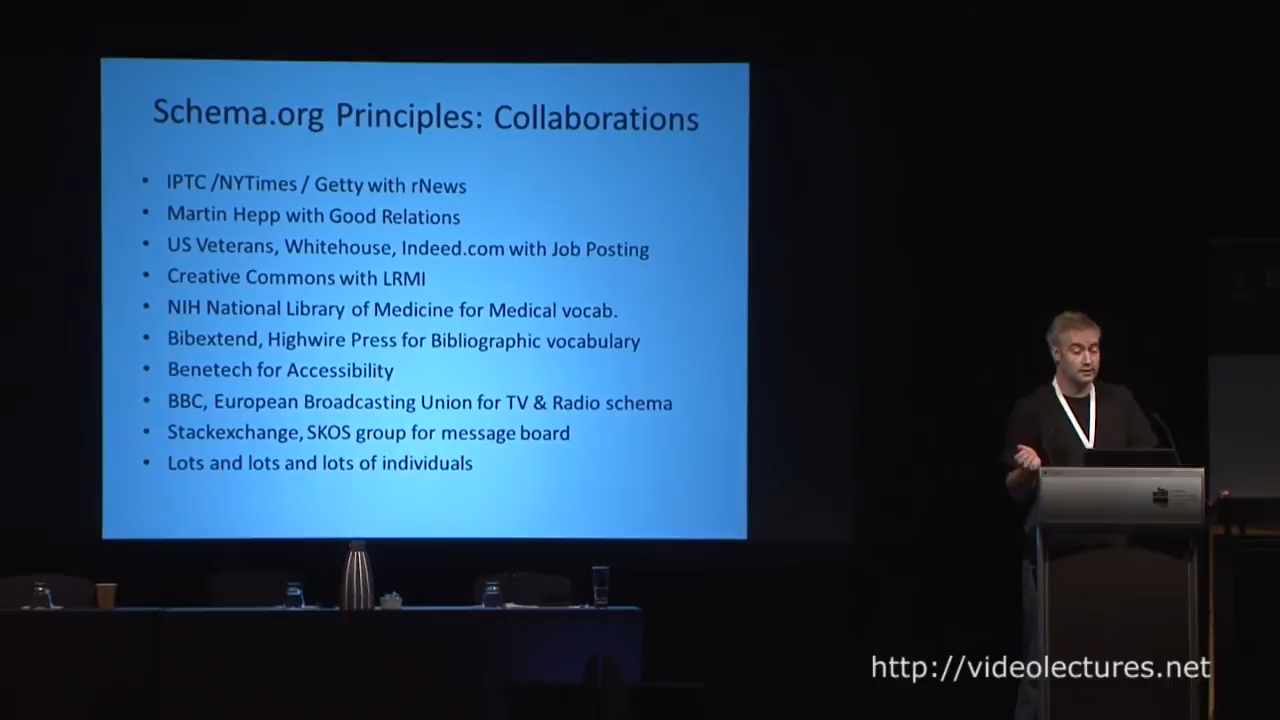 Schema.org Principles: Collaborations
• IPTC /NYTimes / Getty with rNews
• Martin Hepp with Good Relations
• US Veterans, Whitehouse, Indeed.com with Job Posting
• Creative Commons with LRMI
• NIH National Library of Medicine for Medical vocab.
• Bibextend, Highwire Press for Bibliographic vocabulary
• Benetech for Accessibility
• BBC, European Broadcasting Union for TV & Radio schema
• Stackexchange, SKOS group for message board
• Lots and lots and lots of individuals
http://videolectures.net